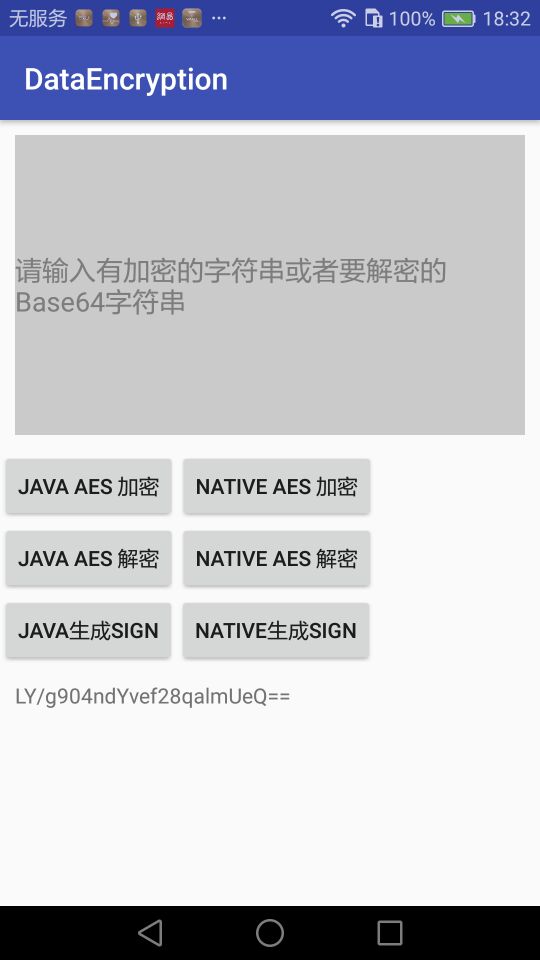 无服务
100%
18:32
DataEncryption
请输入有加密的字符串或者要解密的
Base64字符串
JAVA AES 加密
NATIVE AES 加密
JAVA AES 解密
NATIVE AES 解密
JAVA生成SIGN
NATIVE生成SIGN
LY/g904ndYvef28qalmUeQ==